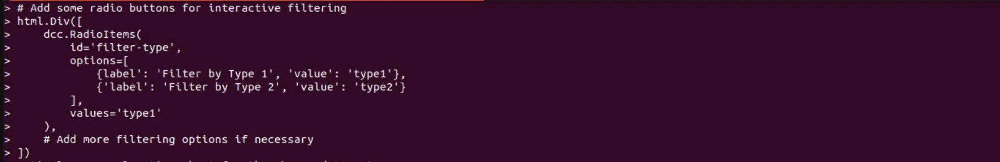 > # Add some radio buttons for interactive filtering
> html.Div([
>     dcc.RadioItems(
>         id='filter-type',
>         options=[
>             {label': 'Filter by Type 1', 'value': 'type1'},
>             {'label': 'Filter by Type 2', 'value': 'type2'}
>         ],
>         values='type1'
>     ),
>     # Add more filtering options if necessary
> ])